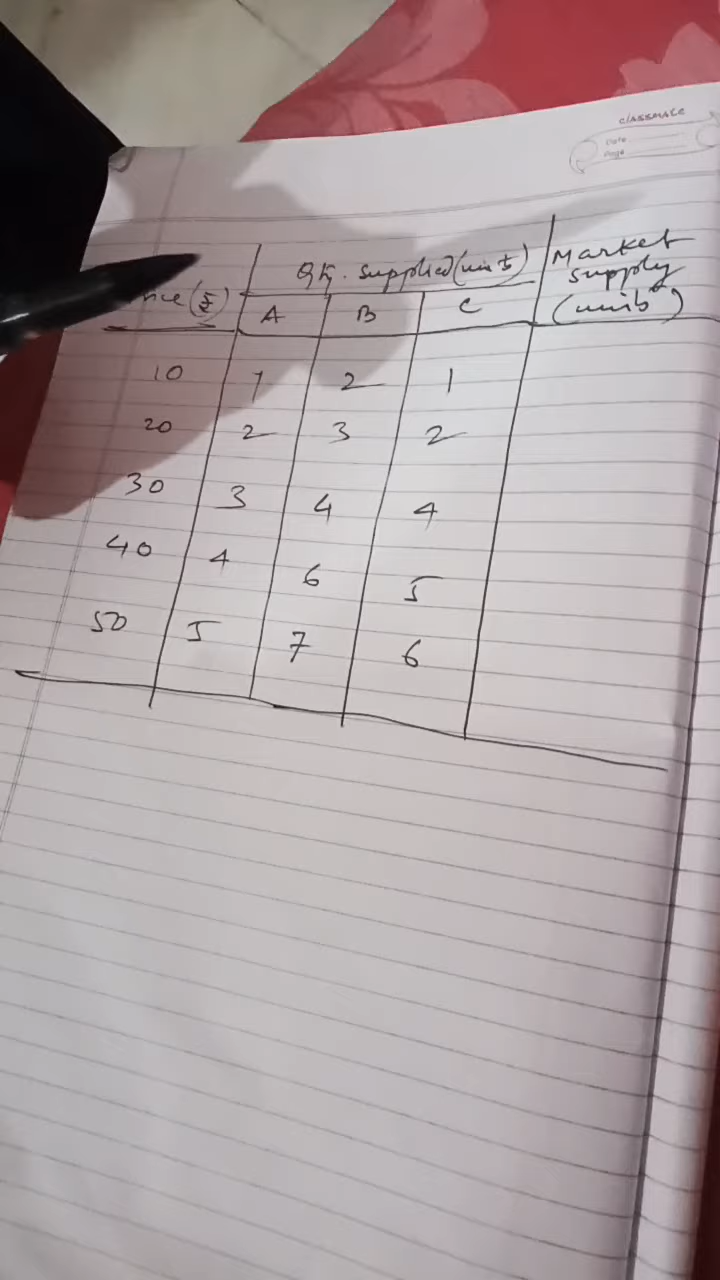 classmate
Date
Page
Qty. supplied (units) Market
supply
(units)
(₹) A B C
10 1 2 1
20 2 3 2
30 3 4 4
40 4 6 5
50 5 7 6